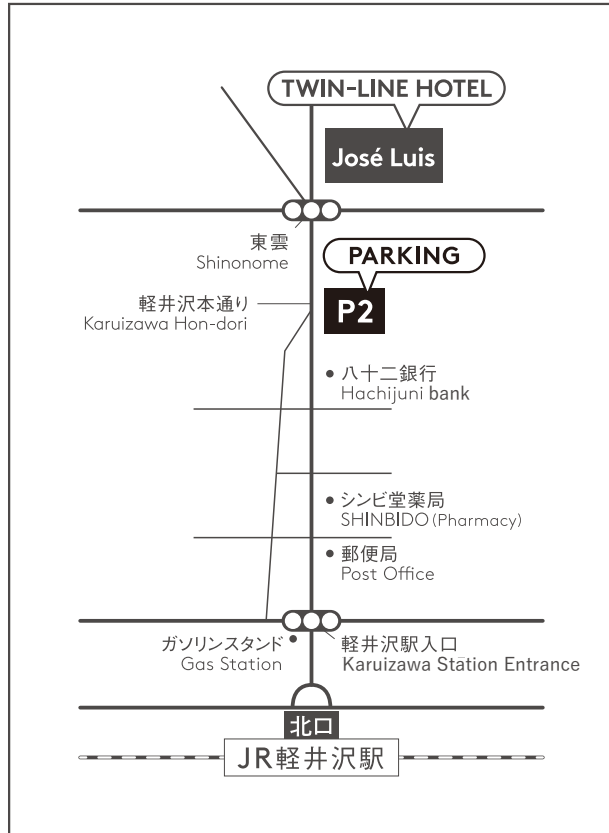 TWIN-LINE HOTEL
José Luis
東雲
Shinonome
PARKING
P2
軽井沢本通り
Karuizawa Hon-dori
八十二銀行
Hachijuni bank
シンビ堂薬局
SHINBIDO (Pharmacy)
郵便局
Post Office
ガソリンスタンド
Gas Station
軽井沢駅入口
Karuizawa Station Entrance
北口
JR軽井沢駅